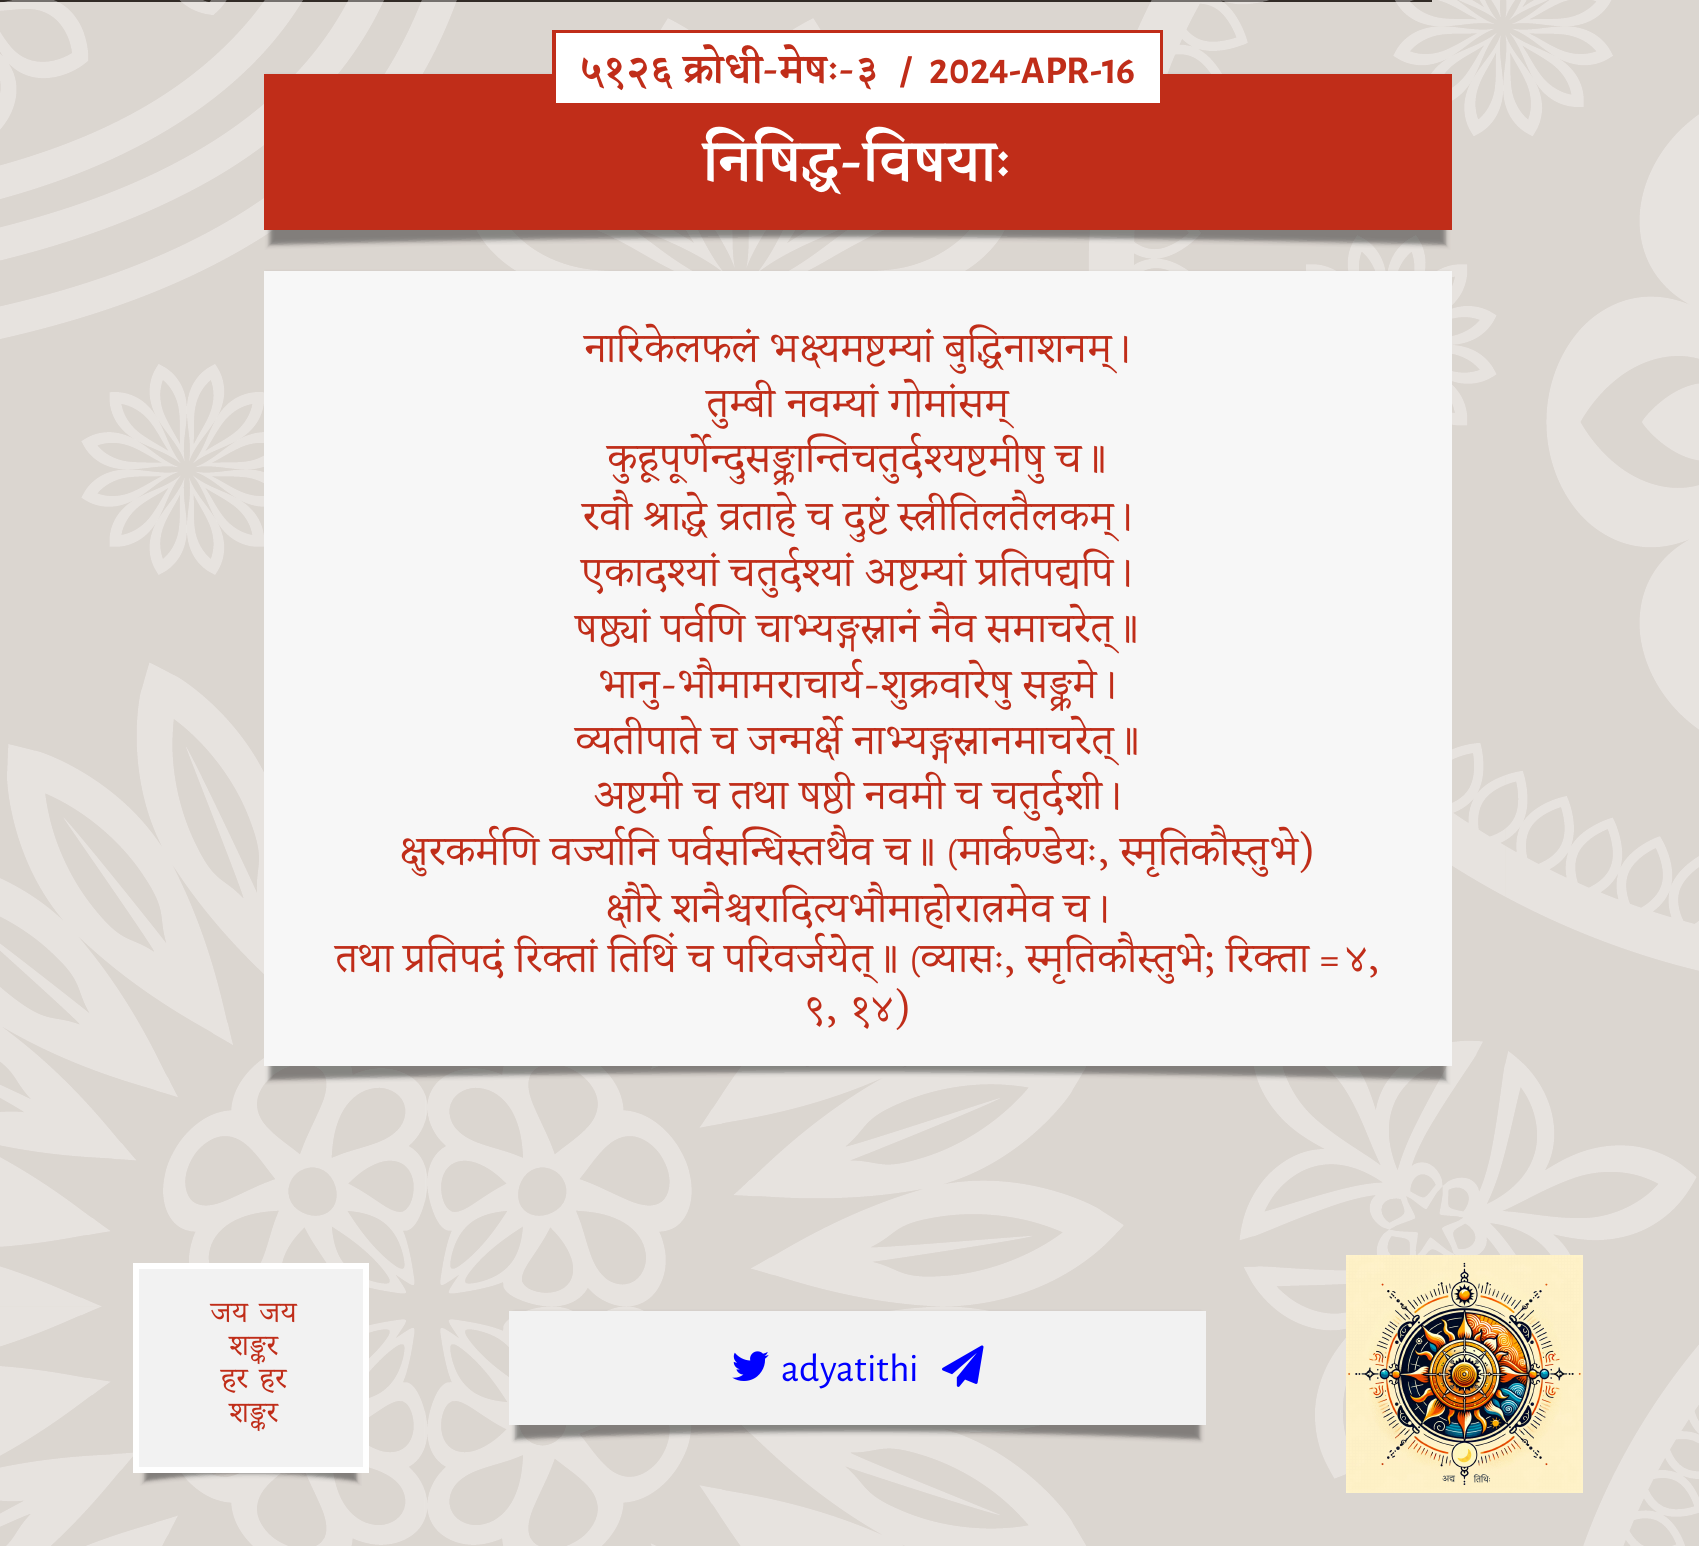 ५१२६ क्रोधी-मेषः-३ / 2024-APR-16
निषिद्ध-विषयाः
नारिकेलफलं भक्ष्यमष्टम्यां बुद्धिनाशनम्।
तुम्बी नवम्यां गोमांसम्
कुहूपूर्णेन्दुसङ्क्रान्तिचतुर्दश्यष्टमीषु च॥
रवौ श्राद्धे व्रताहे च दुष्टं स्त्रीतिलतैलकम्।
एकादश्यां चतुर्दश्यां अष्टम्यां प्रतिपद्यपि।
षष्ठ्यां पर्वणि चाभ्यङ्गस्नानं नैव समाचरेत्॥
भानु-भौमामराचार्य-शुक्रवारेषु सङ्क्रमे।
व्यतीपाते च जन्मर्क्षे नाभ्यङ्गस्नानमाचरेत्॥
अष्टमी च तथा षष्ठी नवमी च चतुर्दशी।
क्षुरकर्मणि वर्ज्यानि पर्वसन्धिस्तथैव च॥ (मार्कण्डेयः, स्मृतिकौस्तुभे)
क्षौरे शनैश्चरादित्यभौमाहोरात्रमेव च।
तथा प्रतिपदं रिक्तां तिथिं च परिवर्जयेत्॥ (व्यासः, स्मृतिकौस्तुभे; रिक्ता = ४,
९, १४)
जय जय
शङ्कर
हर हर
शङ्कर
adyatithi
अद्य तिथिः